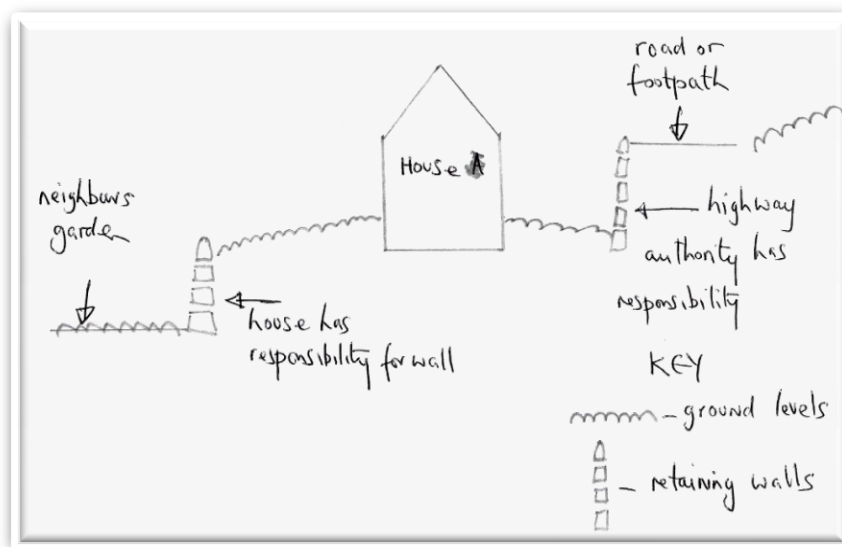 road or
footpath
House A
neighbours
garden
highway
authority has
responsibility
house has
responsibility for wall
KEY
- ground levels
- retaining walls